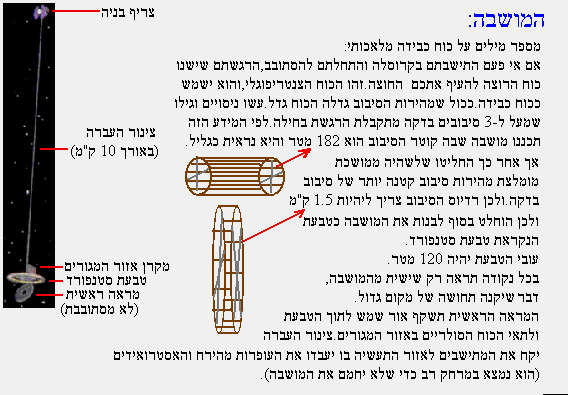 המושבה:
מספר מילים על כוח כבידה מלאכותי:
אם אי פעם התישבתם בקרוסלה והתחלתם להסתובב,הרגשתם שישנו
כוח הרוצה להעיף אתכם החוצה.זהו הכוח הצנטריפוגלי,והוא ישמש
ככוח כבידה.ככול שמהירות הסיבוב גדלה הכוח גדל.עשו ניסויים וגילו
שמעל ל-3 סיבובים בדקה מתקבלת הרגשת בחילה.לפי המידע הזה
תכננו מושבה שבה קוטר הסיבוב הוא 182 מטר והיא נראית כגליל.
אך אחר כך החליטו שלשהיה ממושכת
מומלצת מהירות סיבוב קטנה יותר של סיבוב
בדקה.ולכן רדיוס הסיבוב צריך ליהיות 1.5 ק"מ
ולכן הוחלט בסוף לבנות את המושבה כטבעת
הנקראת טבעת סטנפורד.
עובי הטבעת יהיה 120 מטר.
בכל נקודה תראה רק שישית מהמושבה,
דבר שיקנה תחושה של מקום גדול.
המראה הראשית תשקף אור שמש לתוך הטבעת
ולתאי הכוח הסולריים באזור המגורים.צינור העברה
יקח את המתישבים לאזור התעשיה בו יעבדו את העופרות מהירח והאסטרואידים
(הוא נמצא במרחק רב כדי שלא יחמם את המושבה).
צריף בניה
צינור העברה
(באורך 10 ק"מ)
מקרן אזור המגורים
טבעת סטנפורד
מראה ראשית
(לא מסתובבת)